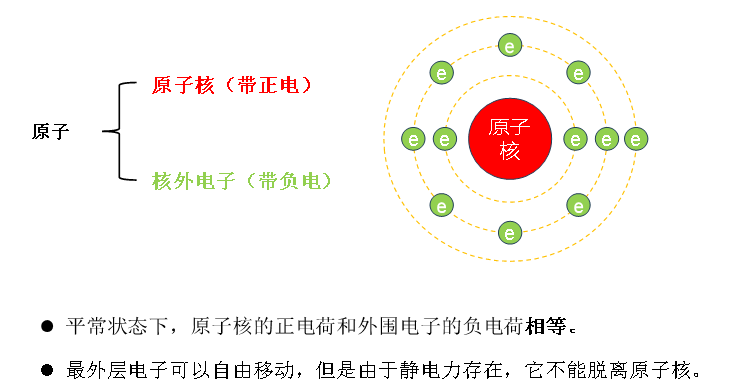 原子核（带正电）
原子
核外电子（带负电）
e
e
e
e
e
原子
核
e
e
e
e
e
e
● 平常状态下，原子核的正电荷和外围电子的负电荷相等。
● 最外层电子可以自由移动，但是由于静电力存在，它不能脱离原子核。